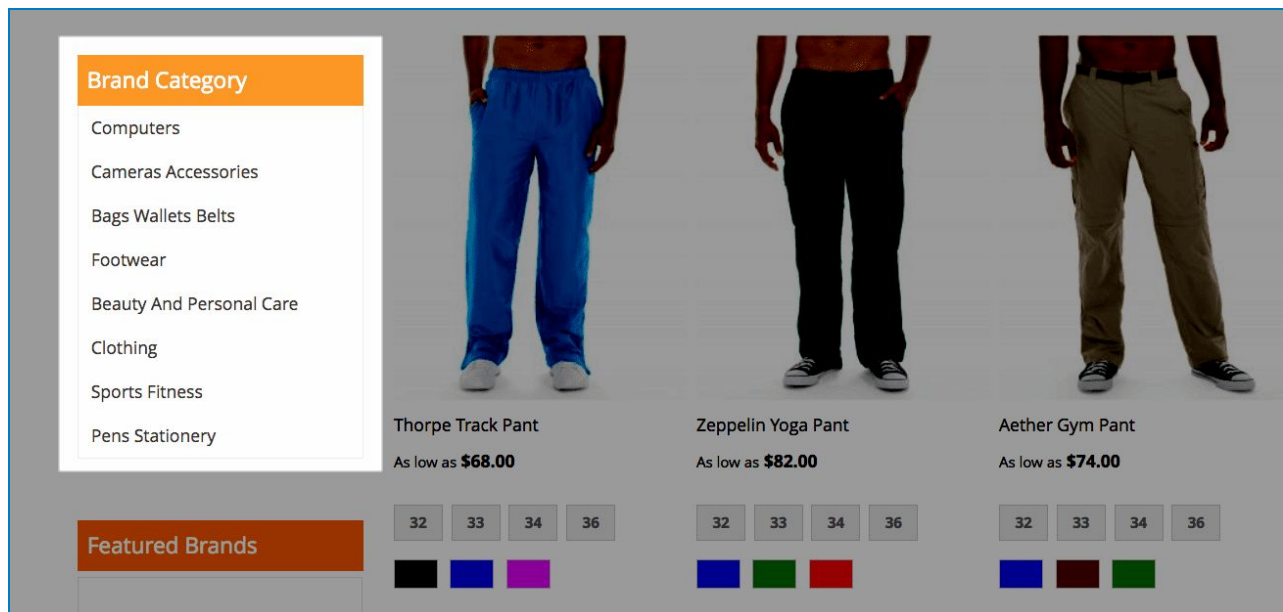 Brand Category
Computers
Cameras Accessories
Bags Wallets Belts
Footwear
Beauty And Personal Care
Clothing
Sports Fitness
Pens Stationery
Featured Brands
Thorpe Track Pant
As low as $68.00
32 33 34 36
Zeppelin Yoga Pant
As low as $82.00
32 33 34 36
Aether Gym Pant
As low as $74.00
32 33 34 36